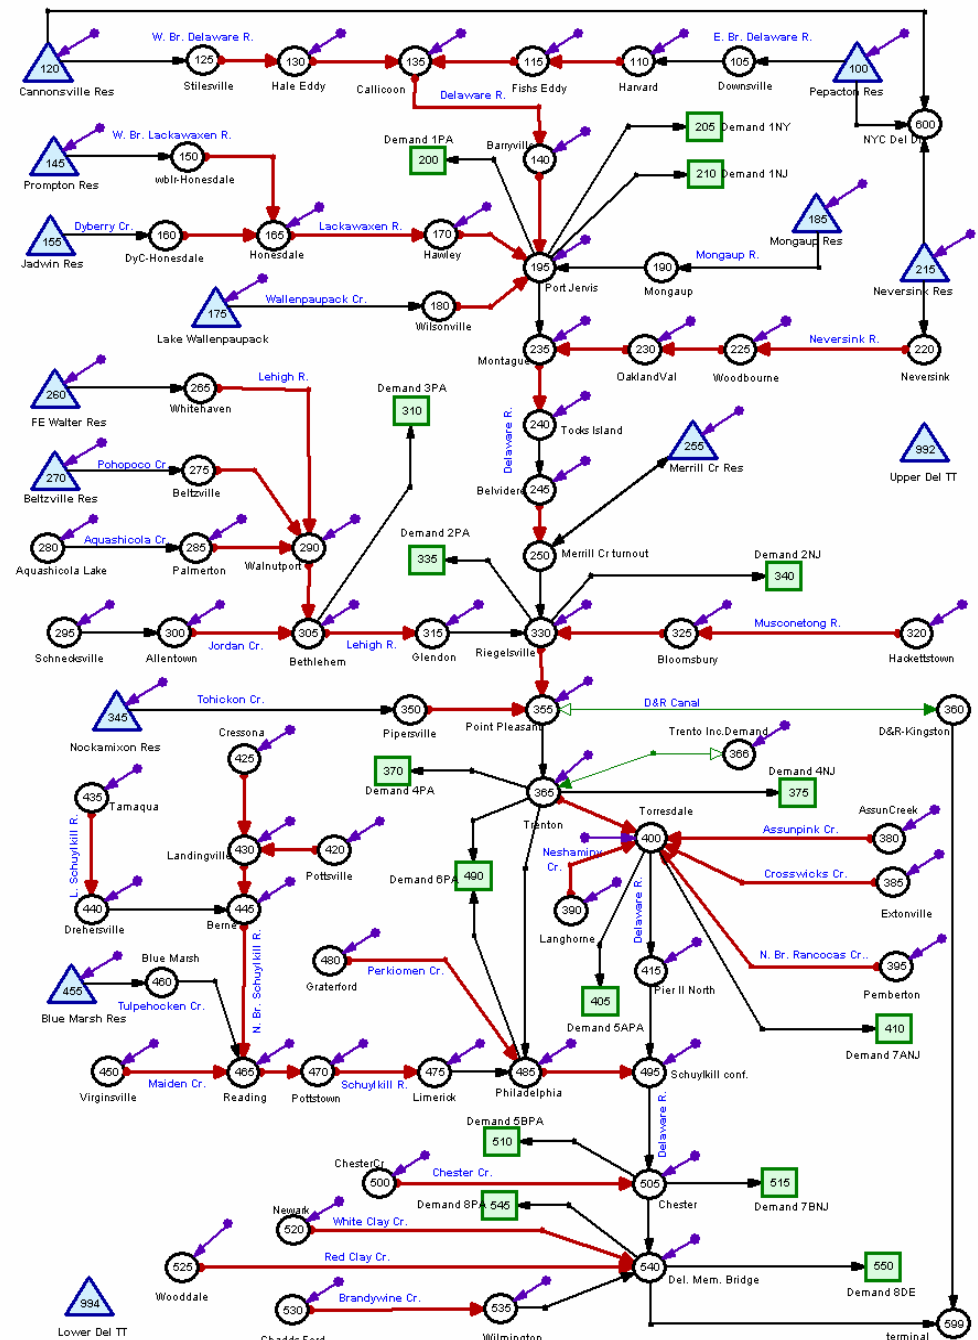 W. Br. Delaware R.
E. Br. Delaware R.
120
125
130
135
115
110
105
100
Cannonsville Res
Stilesville
Hale Eddy
Callicoon
Fishs Eddy
Harvard
Downsville
Pepacton Res
Delaware R.
600
NYC Del Di
W. Br. Lackawaxen R.
145
150
Prompton Res
wblr-Honesdale
Demand 1PA
200
Barryville
140
205
Demand 1NY
210
Demand 1NJ
Dyberry Cr.
155
160
165
Lackawaxen R.
170
Jadwin Res
DyC-Honesdale
Honesdale
Hawley
185
Mongaup Res
Mongaup R.
195
190
Port Jervis
Mongaup
215
Neversink Res
Wallenpaupack Cr.
175
180
Lake Wallenpaupack
Wilsonville
235
230
225
Neversink R.
220
Montague
OaklandVal
Woodbourne
Neversink
260
265
Lehigh R.
FE Walter Res
Whitehaven
Demand 3PA
310
Delaware R.
240
Tocks Island
255
Merrill Cr Res
992
Upper Del TT
270
Pohopoco Cr
275
Beltzville Res
Beltzville
245
Belvidere
280
Aquashicola Cr
285
290
Aquashicola Lake
Palmerton
Walnutport
250
Merrill Cr turnout
Demand 2PA
335
Demand 2NJ
340
295
300
Jordan Cr.
305
Lehigh R.
315
330
325
Musconetong R.
320
Schnecksville
Allentown
Bethlehem
Glendon
Riegelsville
Bloomsbury
Hackettstown
345
Tohickon Cr.
350
355
D&R Canal
360
Nockamixon Res
Pipersville
Point Pleasant
D&R-Kingston
Cressona
425
Trento Inc.Demand
366
435
Tamaqua
370
Demand 4PA
365
Trenton
Demand 4NJ
375
L. Schuylkill R.
Landingville
430
420
Pottsville
Torresdale
400
Neshaminy Cr.
AssunCreek
Assunpink Cr.
380
Demand 6PA
490
Crosswicks Cr.
385
Extonville
440
445
Drehersville
Berne
390
Langhorne
Delaware R.
N. Br. Schuylkill R.
Blue Marsh
455
460
Tulpehocken Cr.
Blue Marsh Res
480
Perkiomen Cr.
Graterford
415
Pier II North
N. Br. Rancocas Cr..
395
Pemberton
405
Demand 5APA
410
Demand 7ANJ
450
Maiden Cr.
465
470
Schuylkill R.
475
485
495
Schuylkill conf.
Virginsville
Reading
Pottstown
Limerick
Philadelphia
Delaware R.
Demand 5BPA
510
ChesterCr
500
Chester Cr.
505
Chester
515
Demand 7BNJ
Demand 8PA
545
Newark
520
White Clay Cr.
525
Red Clay Cr.
Wooddale
540
Del. Mem. Bridge
550
Demand 8DE
994
Lower Del TT
530
Brandywine Cr.
535
Chadds Ford
Wilmington
599
terminal